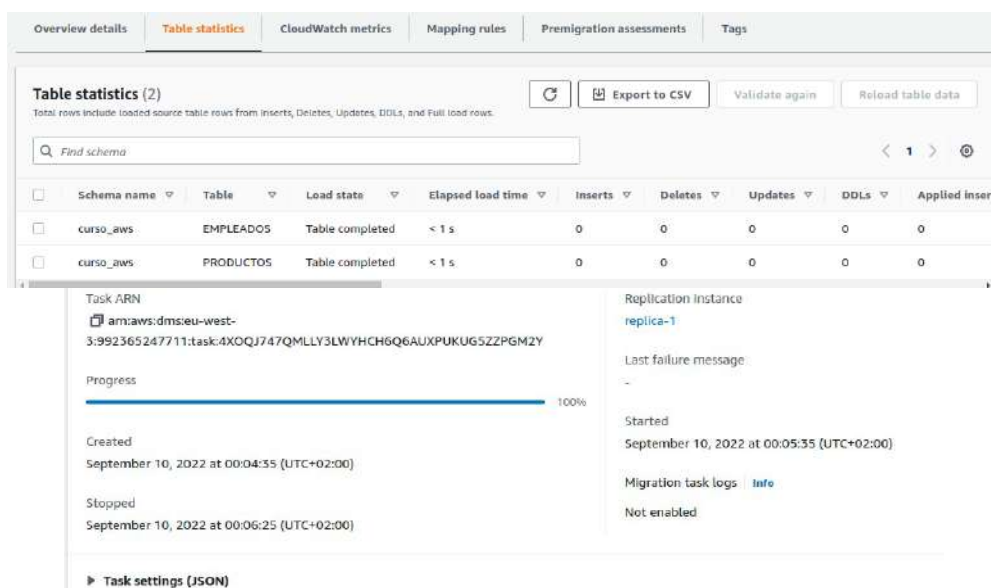 Overview details Table statistics CloudWatch metrics Mapping rules Premigration assessments Tags
Table statistics (2)
Export to CSV Validate again Reload table data
Total rows include loaded source table rows from Inserts, Deletes, Updates, DDLs, and Full load rows.
Find schema
1
Schema name Table Load state Elapsed load time Inserts Deletes Updates DDLs Applied inser
curso_aws EMPLEADOS Table completed < 1 s 0 0 0 0 0
curso_aws PRODUCTOS Table completed < 1 s 0 0 0 0 0
Task ARN
arn:aws:dms:eu-west-
3:992365247711:task:4XOQJ747QMLLY3LWYHCH6Q6AUXPUKUG5ZZPGM2Y
Progress
100%
Created
September 10, 2022 at 00:04:35 (UTC+02:00)
Stopped
September 10, 2022 at 00:06:25 (UTC+02:00)
Replication Instance
replica-1
Last failure message
-
Started
September 10, 2022 at 00:05:35 (UTC+02:00)
Migration task logs Info
Not enabled
Task settings (JSON)